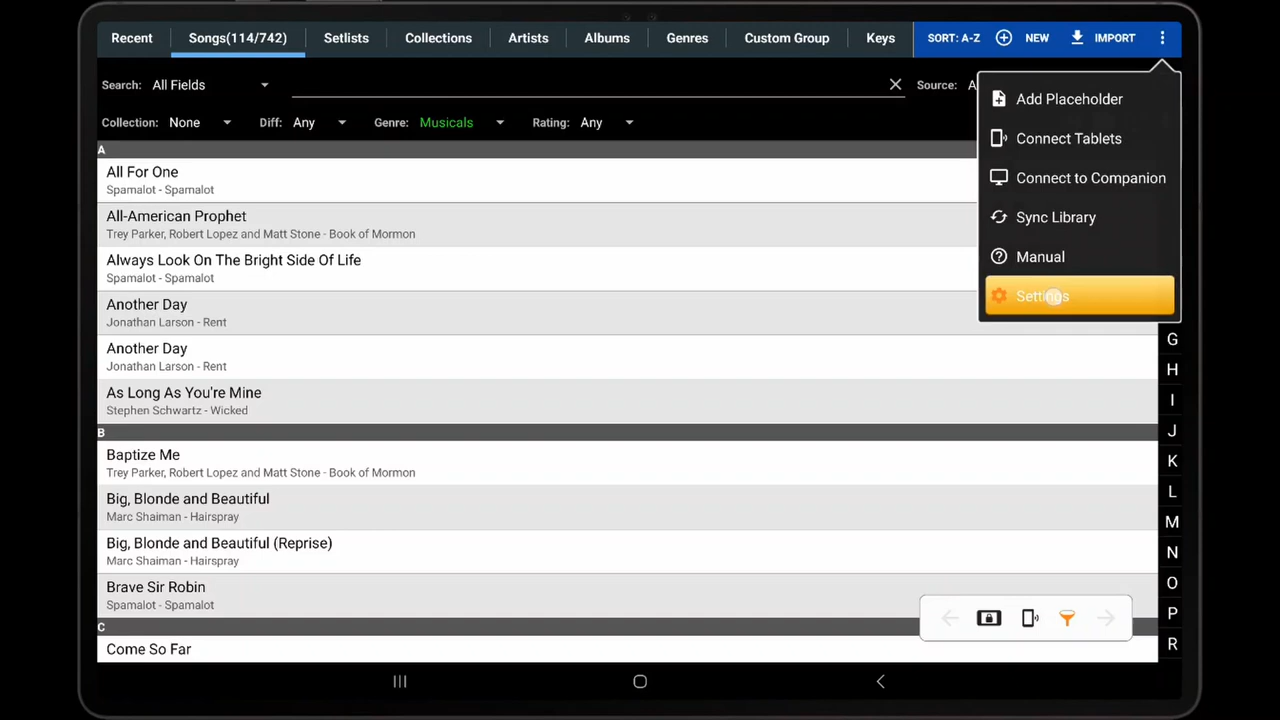 Recent
Songs(114/742)
Setlists
Collections
Artists
Albums
Genres
Custom Group
Keys
SORT: A-Z
NEW
IMPORT
Search:
All Fields
Source:
A
Collection:
None
Diff:
Any
Genre:
Musicals
Rating:
Any
Add Placeholder
Connect Tablets
Connect to Companion
Sync Library
Manual
Settings
A
All For One
Spamalot - Spamalot
All-American Prophet
Trey Parker, Robert Lopez and Matt Stone - Book of Mormon
Always Look On The Bright Side Of Life
Spamalot - Spamalot
Another Day
Jonathan Larson - Rent
Another Day
Jonathan Larson - Rent
As Long As You're Mine
Stephen Schwartz - Wicked
B
Baptize Me
Trey Parker, Robert Lopez and Matt Stone - Book of Mormon
Big, Blonde and Beautiful
Marc Shaiman - Hairspray
Big, Blonde and Beautiful (Reprise)
Marc Shaiman - Hairspray
Brave Sir Robin
Spamalot - Spamalot
C
Come So Far
G
H
I
J
K
L
M
N
O
P
R